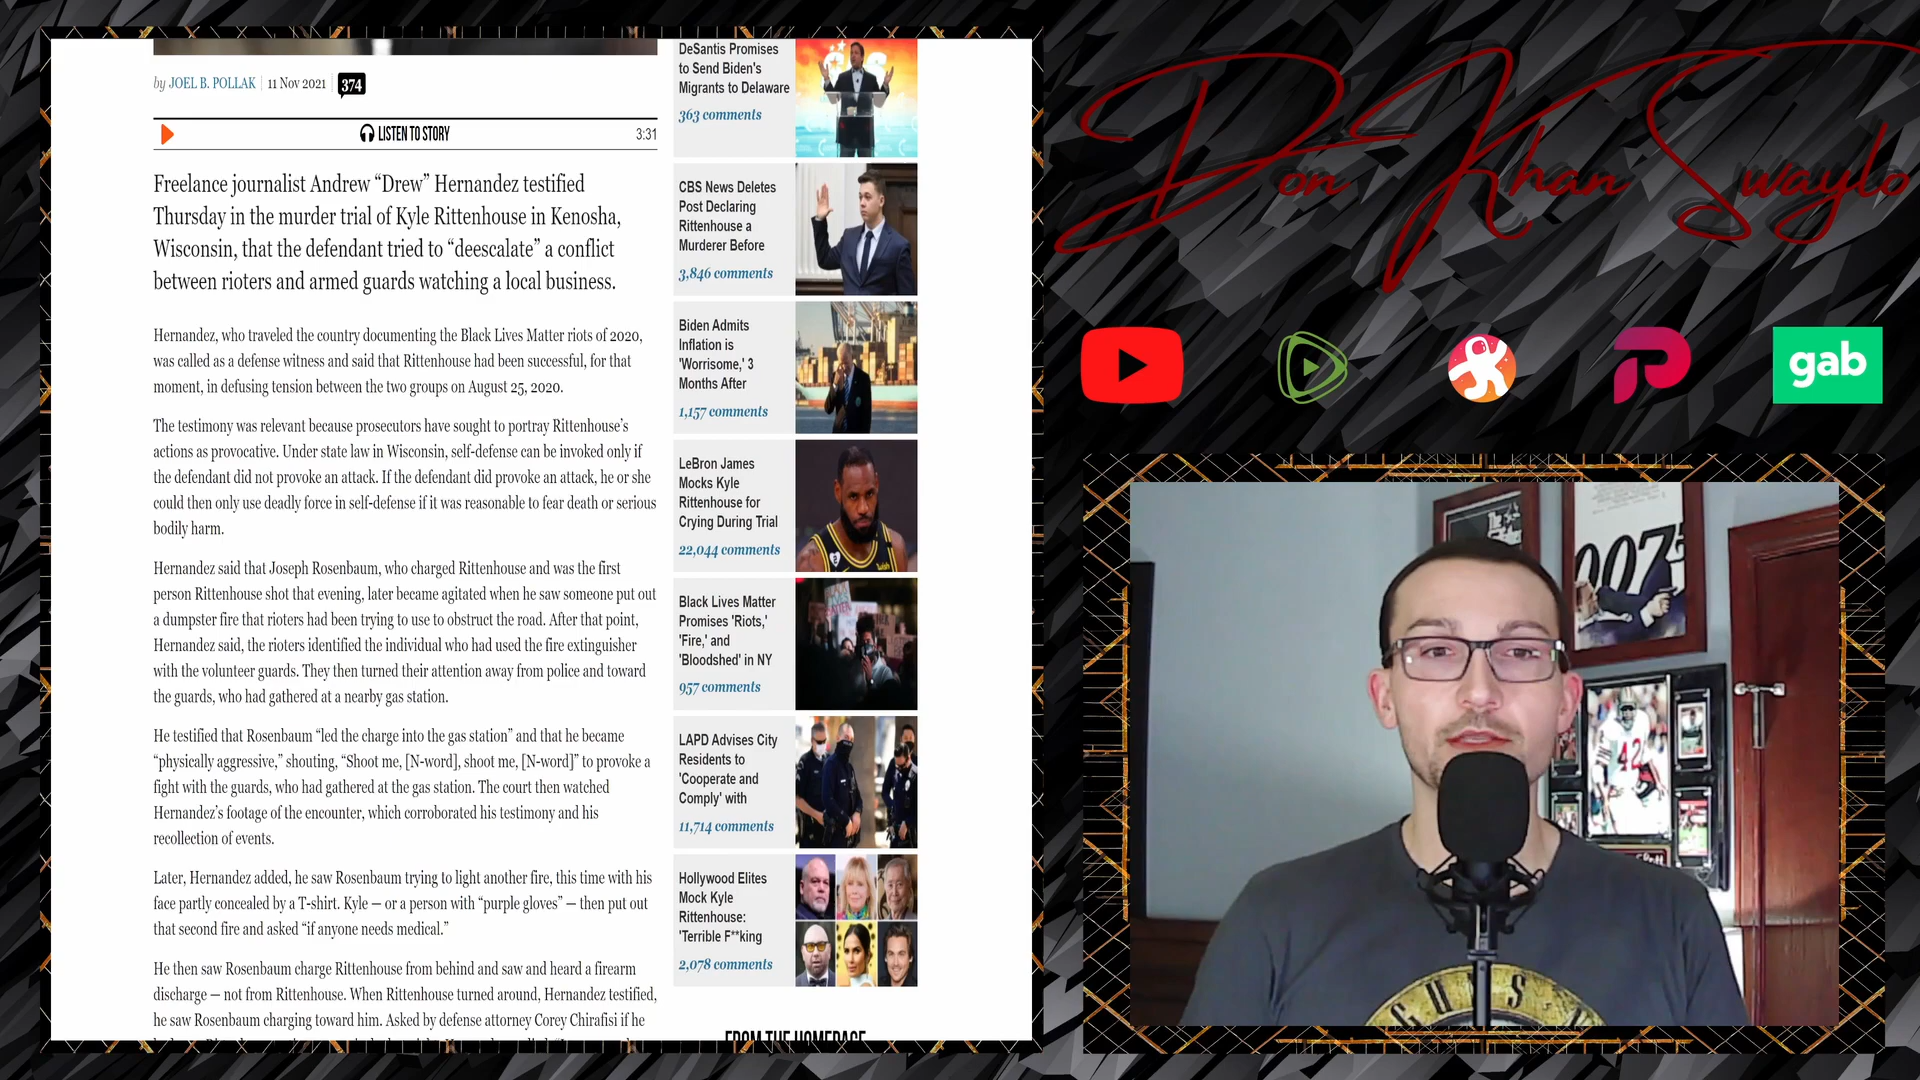 by JOEL B. POLLAK 11 Nov 2021 374
LISTEN TO STORY 3:31
Freelance journalist Andrew “Drew” Hernandez testified
Thursday in the murder trial of Kyle Rittenhouse in Kenosha,
Wisconsin, that the defendant tried to “deescalate” a conflict
between rioters and armed guards watching a local business.
Hernandez, who traveled the country documenting the Black Lives Matter riots of 2020,
was called as a defense witness and said that Rittenhouse had been successful, for that
moment, in defusing tension between the two groups on August 25, 2020.
The testimony was relevant because prosecutors have sought to portray Rittenhouse’s
actions as provocative. Under state law in Wisconsin, self-defense can be invoked only if
the defendant did not provoke an attack. If the defendant did provoke an attack, he or she
could then only use deadly force in self-defense if it was reasonable to fear death or serious
bodily harm.
Hernandez said that Joseph Rosenbaum, who charged Rittenhouse and was the first
person Rittenhouse shot that evening, later became agitated when he saw someone put out
a dumpster fire that rioters had been trying to use to obstruct the road. After that point,
Hernandez said, the rioters identified the individual who had used the fire extinguisher
with the volunteer guards. They then turned their attention away from police and toward
the guards, who had gathered at a nearby gas station.
He testified that Rosenbaum “led the charge into the gas station” and that he became
“physically aggressive,” shouting, “Shoot me, [N-word], shoot me, [N-word]” to provoke a
fight with the guards, who had gathered at the gas station. The court then watched
Hernandez’s footage of the encounter, which corroborated his testimony and his
recollection of events.
Later, Hernandez added, he saw Rosenbaum trying to light another fire, this time with his
face partly concealed by a T-shirt. Kyle — or a person with “purple gloves” — then put out
that second fire and asked “if anyone needs medical.”
He then saw Rosenbaum charge Rittenhouse from behind and saw and heard a firearm
discharge — not from Rittenhouse. When Rittenhouse turned around, Hernandez testified,
he saw Rosenbaum charging toward him. Asked by defense attorney Corey Chirafisi if he
DeSantis Promises
to Send Biden's
Migrants to Delaware
363 comments
CBS News Deletes
Post Declaring
Rittenhouse a
Murderer Before
3,846 comments
Biden Admits
Inflation is
'Worrisome,' 3
Months After
1,157 comments
LeBron James
Mocks Kyle
Rittenhouse for
Crying During Trial
22,044 comments
Black Lives Matter
Promises 'Riots,'
'Fire,' and
'Bloodshed' in NY
957 comments
LAPD Advises City
Residents to
'Cooperate and
Comply' with
11,714 comments
Hollywood Elites
Mock Kyle
Rittenhouse:
'Terrible F**king
2,078 comments
FROM THE HOMEPAGE
Don Khan Swaylo
gab
007
42